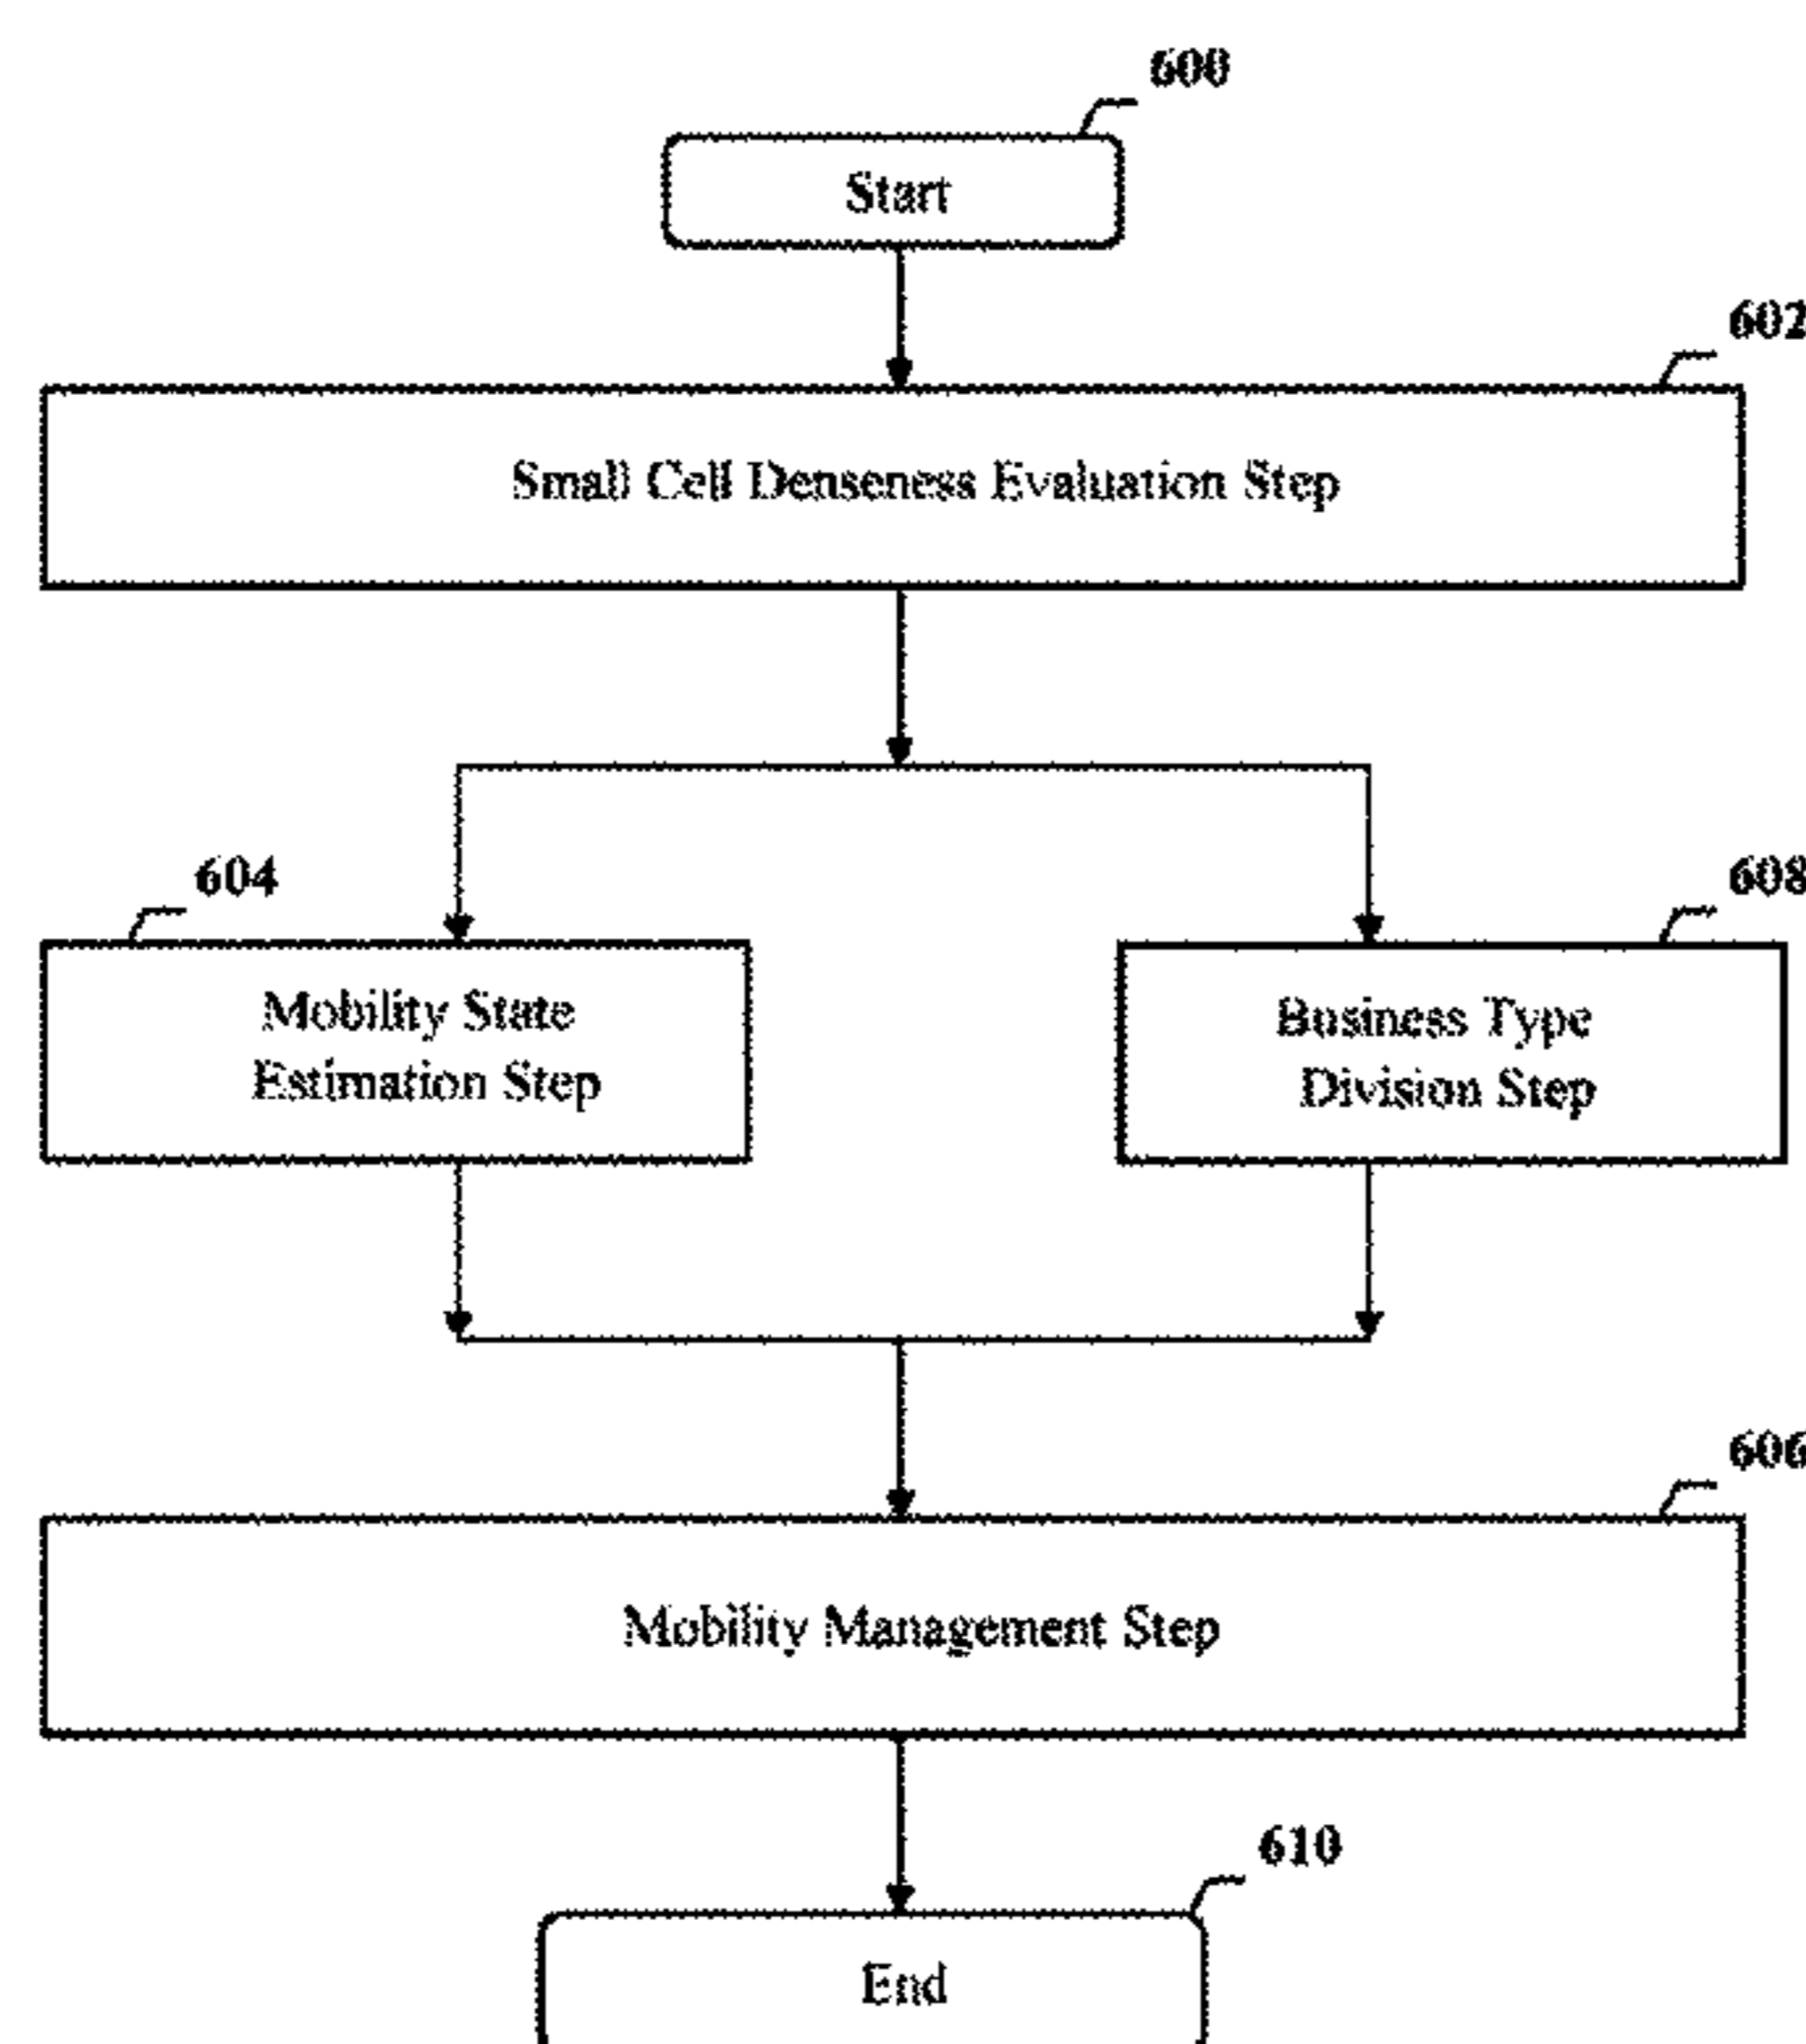 600
Start
602
Small Cell Denseness Evaluation Step
604
608
Mobility State
Estimation Step
Business Type
Division Step
606
Mobility Management Step
610
End